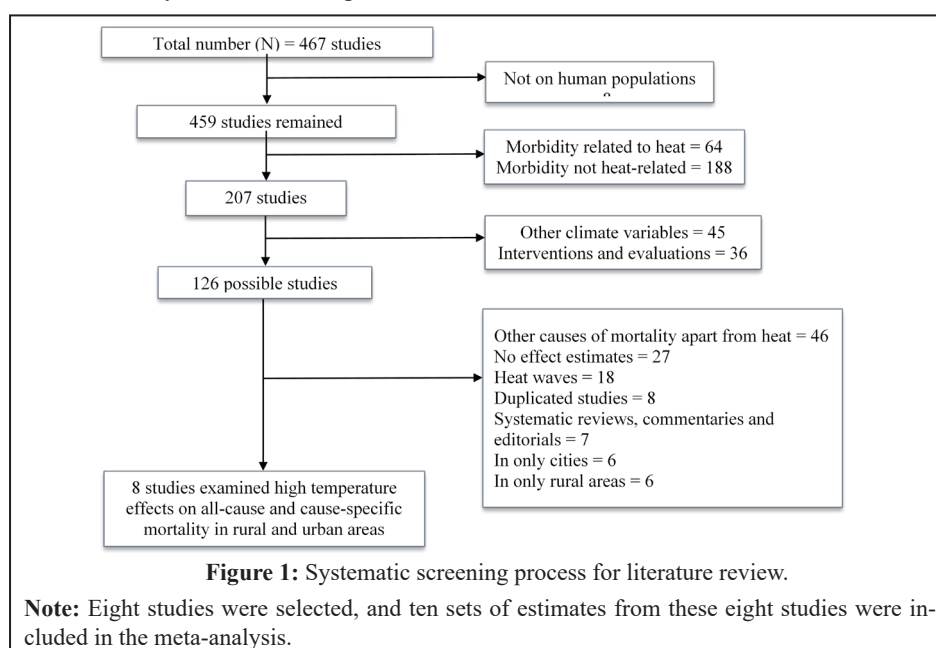 Total number (N) = 467 studies
Not on human populations
459 studies remained
Morbidity related to heat = 64
Morbidity not heat-related = 188
207 studies
Other climate variables = 45
Interventions and evaluations = 36
126 possible studies
Other causes of mortality apart from heat = 46
No effect estimates = 27
Heat waves = 18
Duplicated studies = 8
Systematic reviews, commentaries and
editorials = 7
In only cities = 6
In only rural areas = 6
8 studies examined high temperature
effects on all-cause and cause-specific
mortality in rural and urban areas
Figure 1: Systematic screening process for literature review.
Note: Eight studies were selected, and ten sets of estimates from these eight studies were in-
cluded in the meta-analysis.